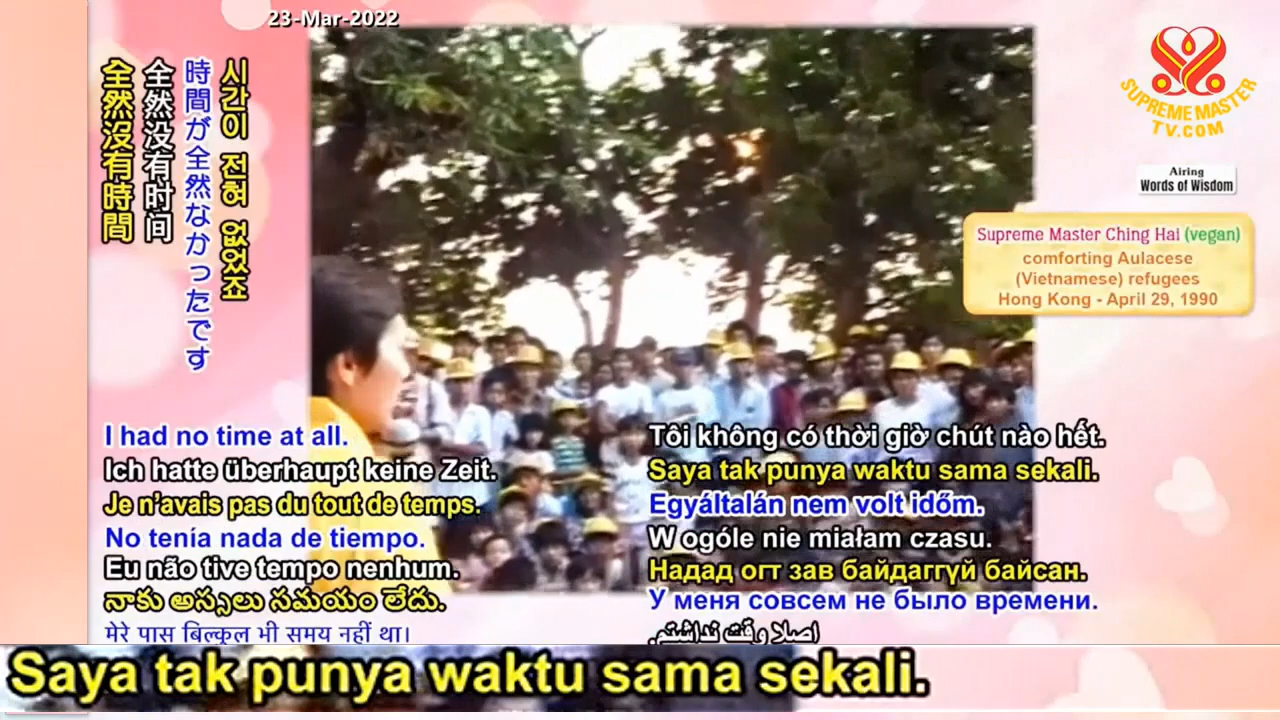 23-Mar-2022
시간이 전혀 없었죠
時間が全然なかったです
全然没有时间
全然沒有時間
SUPREME MASTER
TV.COM
Airing
Words of Wisdom
Supreme Master Ching Hai (vegan)
comforting Aulacese
(Vietnamese) refugees
Hong Kong - April 29, 1990
I had no time at all.
Ich hatte überhaupt keine Zeit.
Je n'avais pas du tout de temps.
No tenía nada de tiempo.
Eu não tive tempo nenhum.
నాకు అస్సలు సమయం లేదు.
मेरे पास बिल्कुल भी समय नहीं था।
Tôi không có thời giờ chút nào hết.
Saya tak punya waktu sama sekali.
Egyáltalán nem volt időm.
W ogóle nie miałam czasu.
Надад огт зав байдаггүй байсан.
У меня совсем не было времени.
اصلا وقت نداشتم.
Saya tak punya waktu sama sekali.